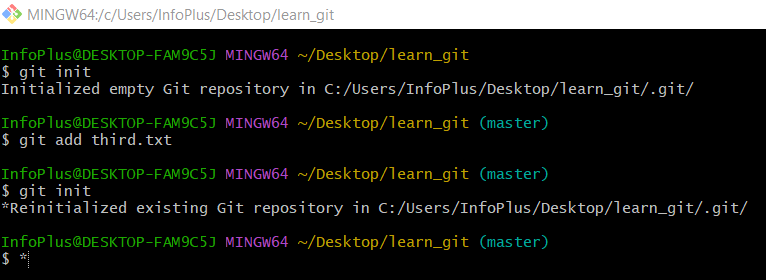 MINGW64:/c/Users/InfoPlus/Desktop/learn_git
InfoPlus@DESKTOP-FAM9C5J MINGW64 ~/Desktop/learn_git
$ git init
Initialized empty Git repository in C:/Users/InfoPlus/Desktop/learn_git/.git/
InfoPlus@DESKTOP-FAM9C5J MINGW64 ~/Desktop/learn_git (master)
$ git add third.txt
InfoPlus@DESKTOP-FAM9C5J MINGW64 ~/Desktop/learn_git (master)
$ git init
*Reinitialized existing Git repository in C:/Users/InfoPlus/Desktop/learn_git/.git/
InfoPlus@DESKTOP-FAM9C5J MINGW64 ~/Desktop/learn_git (master)
$ *